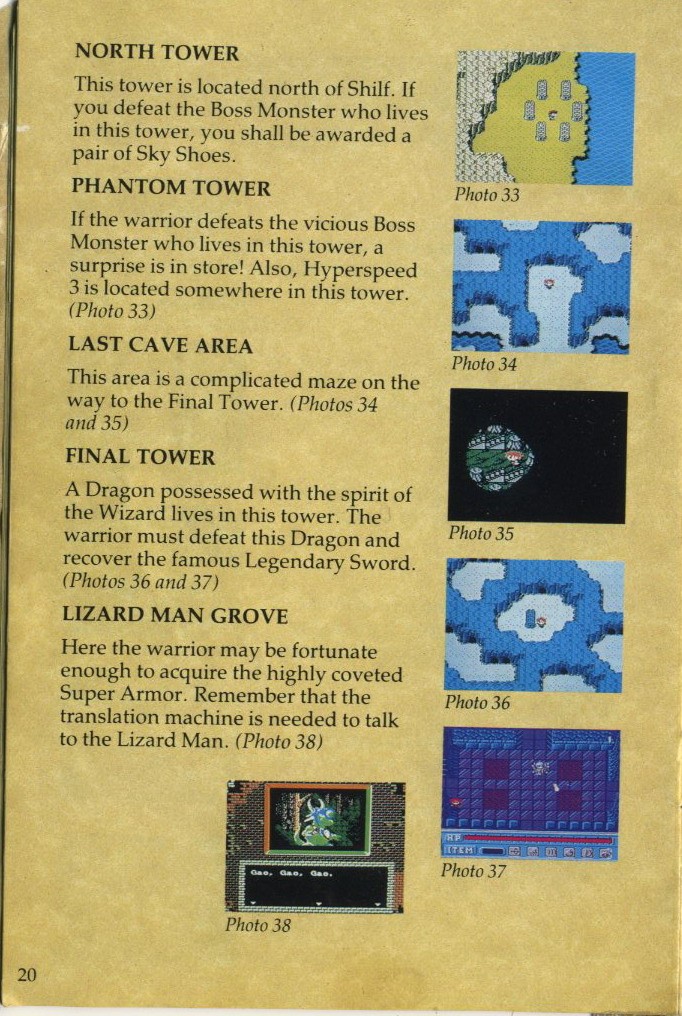 NORTH TOWER
This tower is located north of Shilf. If
you defeat the Boss Monster who lives
in this tower, you shall be awarded a
pair of Sky Shoes.
PHANTOM TOWER
If the warrior defeats the vicious Boss
Monster who lives in this tower, a
surprise is in store! Also, Hyperspeed
3 is located somewhere in this tower.
(Photo 33)
LAST CAVE AREA
This area is a complicated maze on the
way to the Final Tower. (Photos 34
and 35)
FINAL TOWER
A Dragon possessed with the spirit of
the Wizard lives in this tower. The
warrior must defeat this Dragon and
recover the famous Legendary Sword.
(Photos 36 and 37)
LIZARD MAN GROVE
Here the warrior may be fortunate
enough to acquire the highly coveted
Super Armor. Remember that the
translation machine is needed to talk
to the Lizard Man. (Photo 38)
Photo 33
Photo 34
Photo 35
Photo 36
HP
ITEM
Photo 37
Gao, Gao, Gao.
Photo 38
20